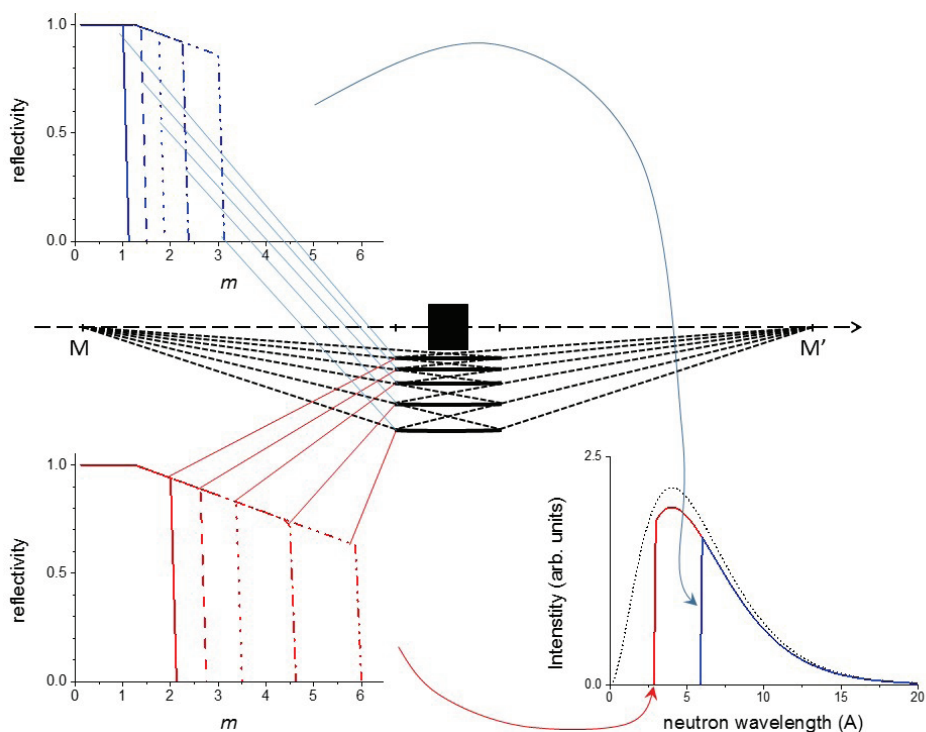 1.0
0.5
0.0
reflectivity
0 1 2 3 4 5 6
m
M
M′
1.0
0.5
0.0
reflectivity
0 1 2 3 4 5 6
m
2.5
0.0
Intenstity (arb. units)
0 5 10 15 20
neutron wavelength (A)